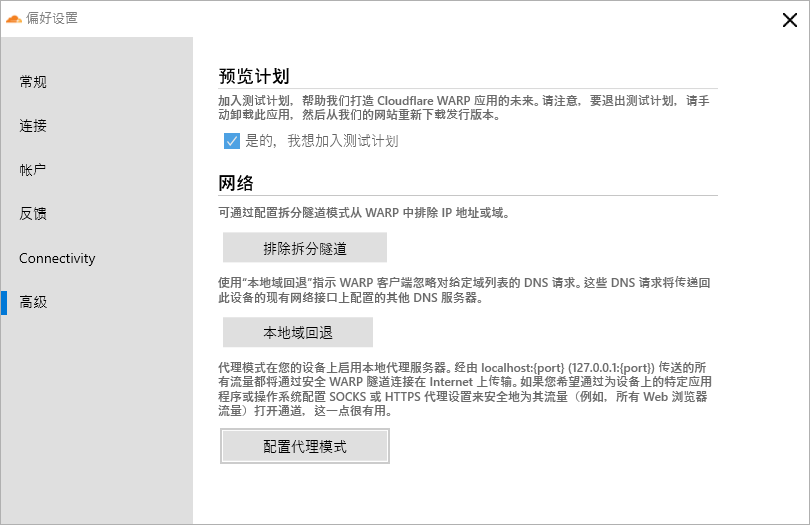 偏好设置
常规
连接
帐户
反馈
Connectivity
高级
预览计划
加入测试计划，帮助我们打造 Cloudflare WARP 应用的未来。请注意，要退出测试计划，请手
动卸载此应用，然后从我们的网站重新下载发行版本。
是的，我想加入测试计划
网络
可通过配置拆分隧道模式从 WARP 中排除 IP 地址或域。
排除拆分隧道
使用“本地域回退”指示 WARP 客户端忽略对给定域列表的 DNS 请求。这些 DNS 请求将传递回
此设备的现有网络接口上配置的其他 DNS 服务器。
本地域回退
代理模式在您的设备上启用本地代理服务器。经由 localhost:{port} (127.0.0.1:{port}) 传送的所
有流量都将通过安全 WARP 隧道连接在 Internet 上传输。如果您希望通过为设备上的特定应用
程序或操作系统配置 SOCKS 或 HTTPS 代理设置来安全地为其流量（例如，所有 Web 浏览器
流量）打开通道，这一点很有用。
配置代理模式